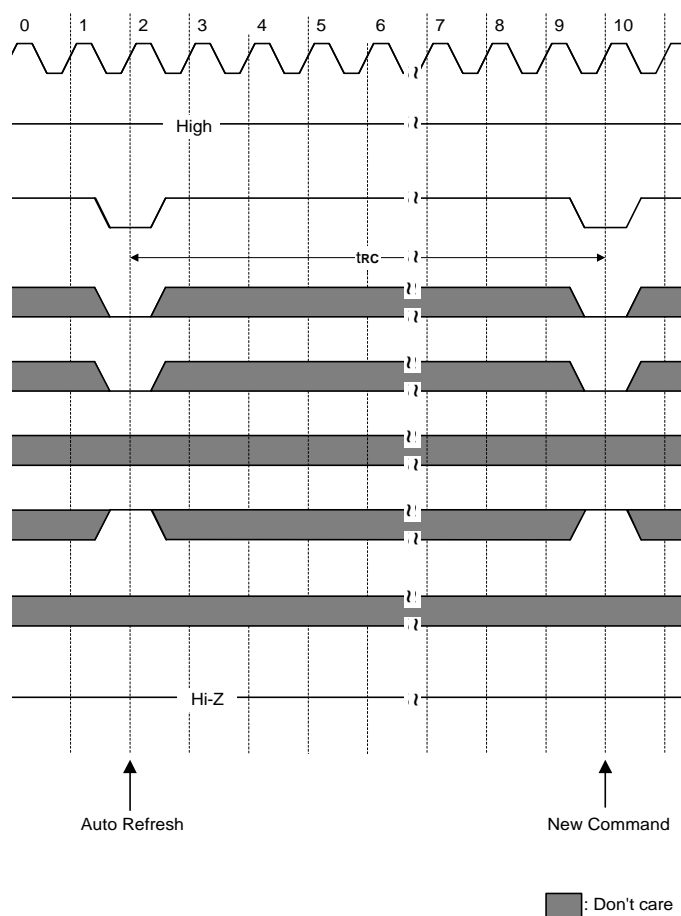 0 1 2 3 4 5 6 7 8 9 10
High
tRC
Hi-Z
Auto Refresh New Command
: Don't care